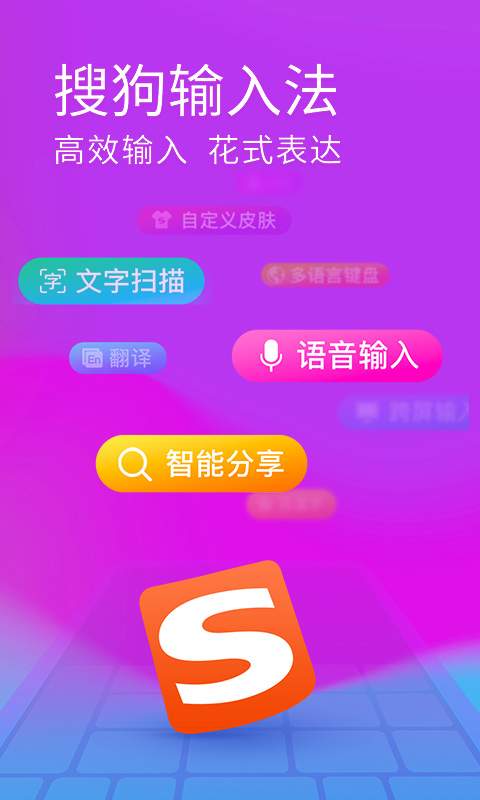 搜狗输入法
高效输入 花式表达
自定义皮肤
字 文字扫描
多语言键盘
En 翻译
语音输入
跨屏输入
智能分享
S